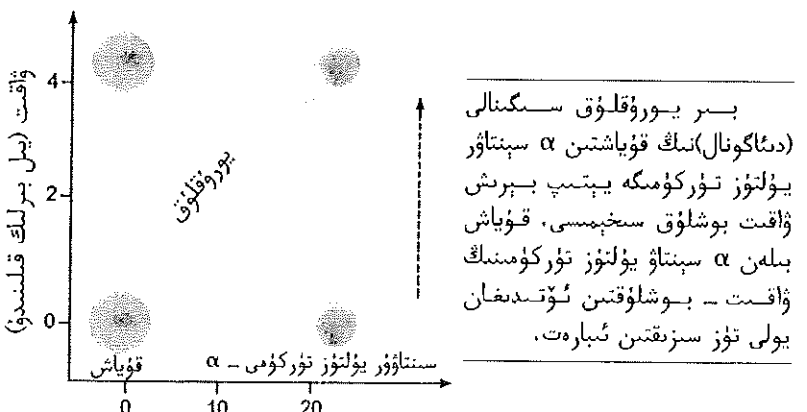 ۋاقىت (يىل بىرلىك قىلىندۇ)
4
2
0
يورۇقلۇق
قۇياش
سىنتاۋۇر يۇلتۇز تۈركۈمى – α
0
10
20
بىر يورۇقلۇق سىگنالى
(دىئاگونال)نىڭ قۇياشتىن α سېنتاۋر
يۇلتۇز تۈركۈمىگە يېتىپ بېرىش
ۋاقىت بوشلۇق سىخېمىسى. قۇياش
بىلەن α سېنتاۋ يۇلتۇز تۈركۈمىنىڭ
ۋاقىت – بوشلۇقتىن ئۆتىدىغان
يولى تۈز سىزىقتىن ئىبارەت.